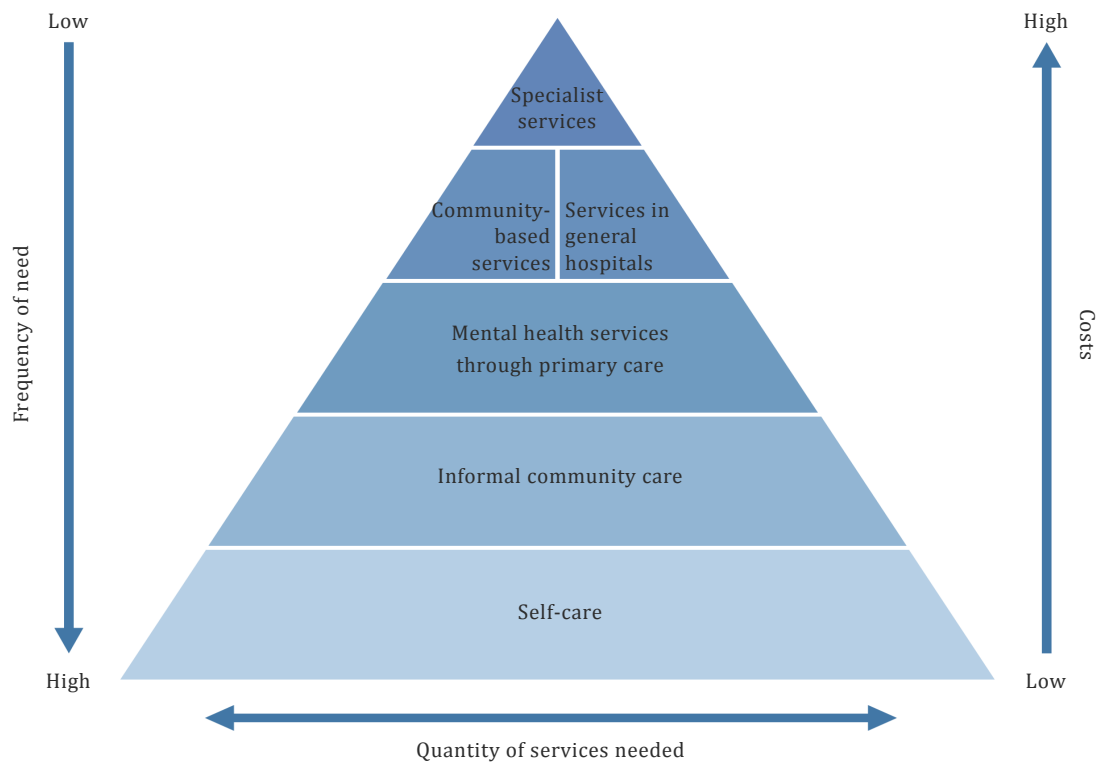 Low
High
Specialist
services
Community-
based
services
Services in
general
hospitals
Frequency of need
Mental health services
through primary care
Costs
Informal community care
Self-care
High
Low
Quantity of services needed